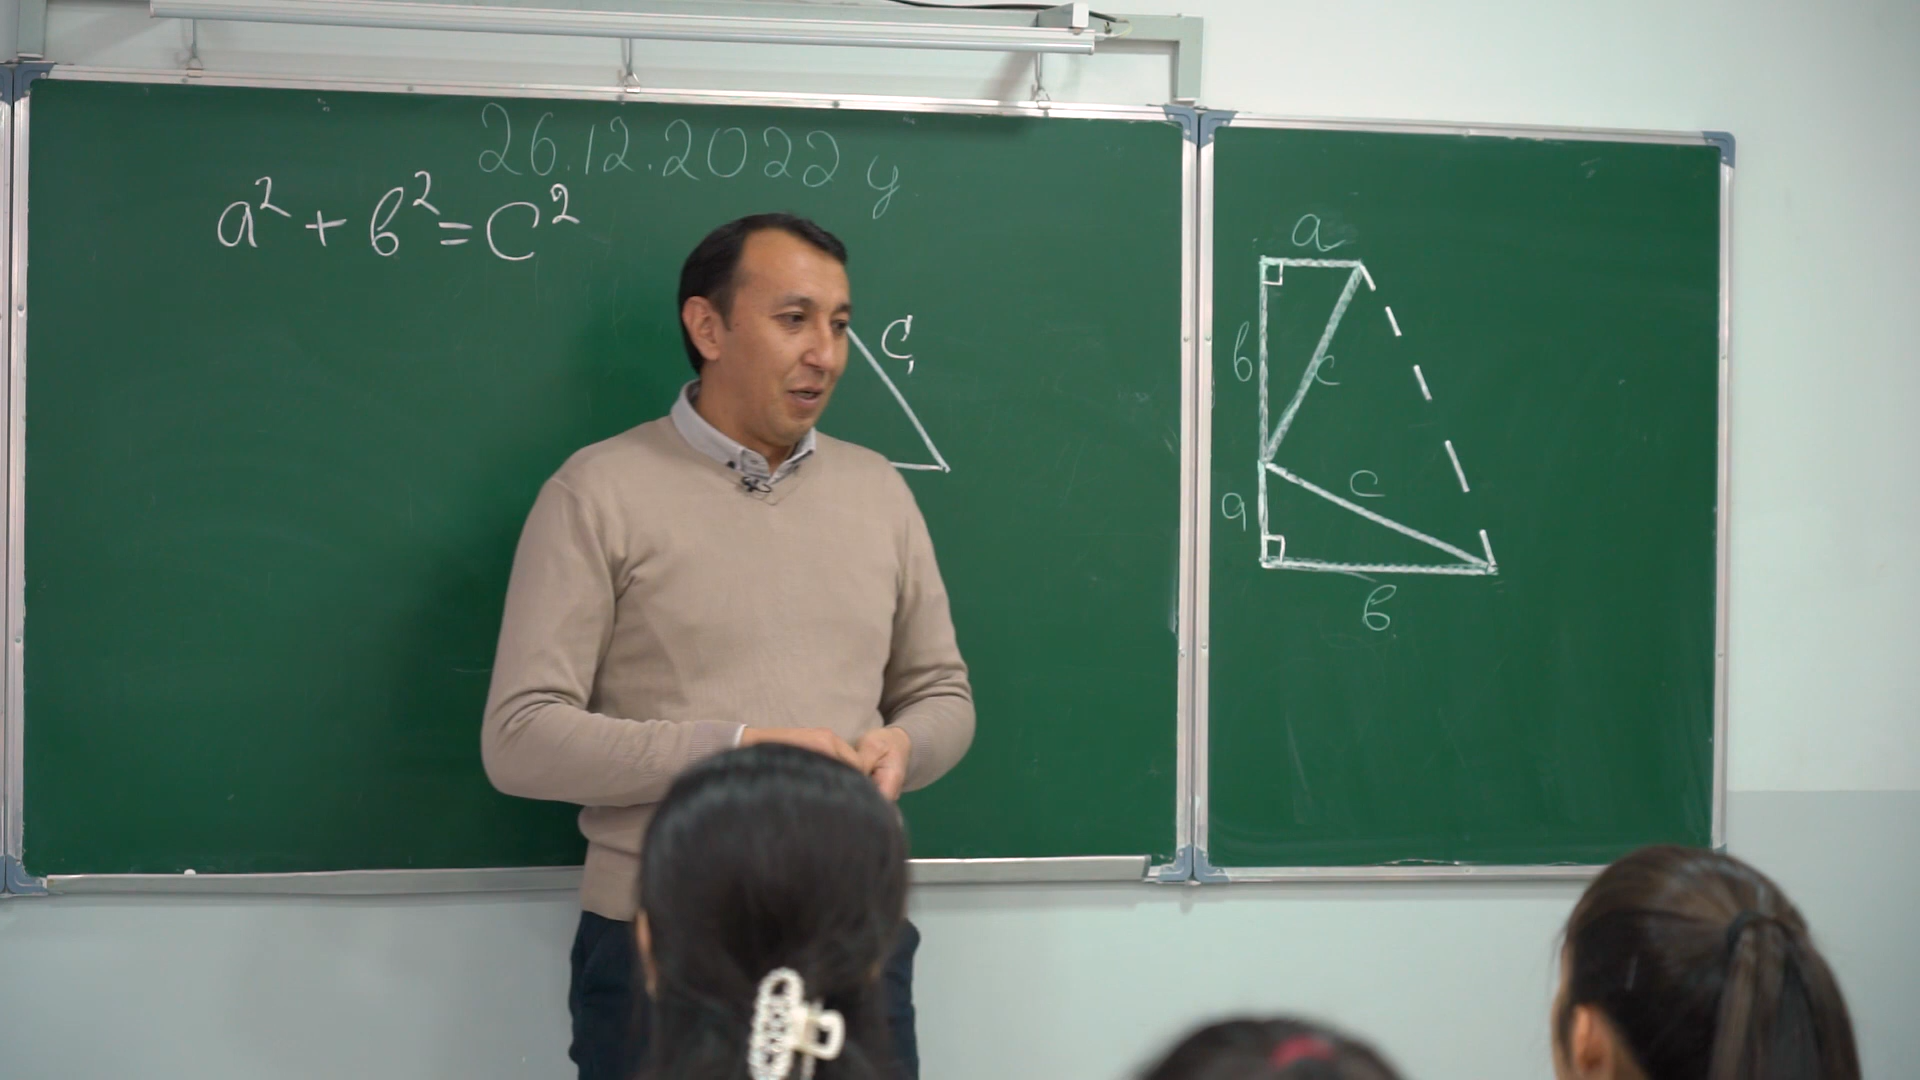 26.12.2022 y
a² + b² = c²
c
a
b
c
c
a
b